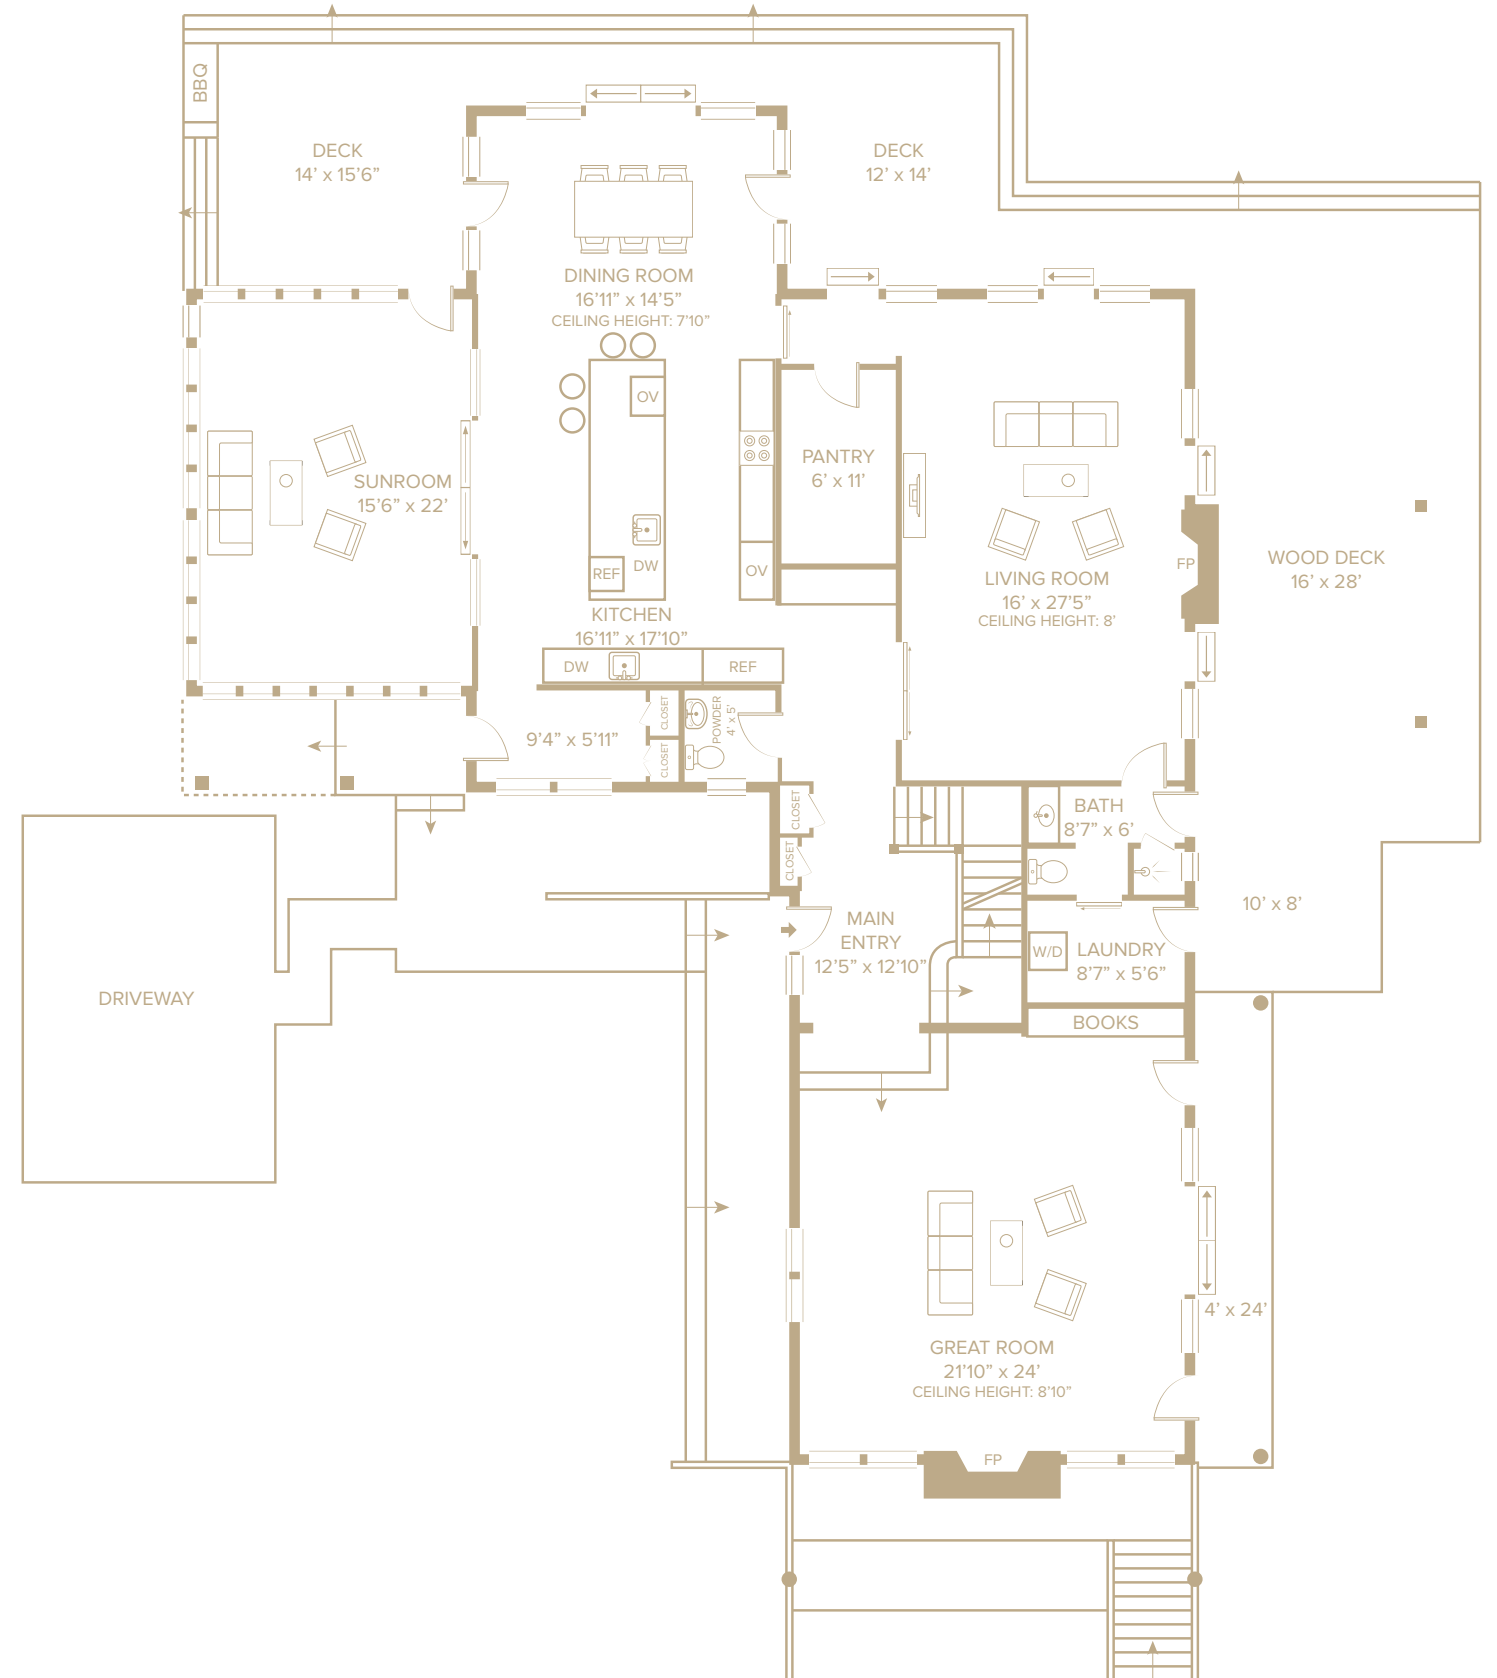 BBQ
DECK
14’ x 15’6”
DECK
12’ x 14’
DINING ROOM
16’11” x 14’5”
CEILING HEIGHT: 7’10”
OV
PANTRY
6’ x 11’
SUNROOM
15’6” x 22’
REF
DW
OV
FP
LIVING ROOM
16’ x 27’5”
CEILING HEIGHT: 8’
WOOD DECK
16’ x 28’
KITCHEN
16’11” x 17’10”
DW
REF
CLOSET
POWDER
4’ x 5’
9’4” x 5’11”
CLOSET
CLOSET
BATH
8’7” x 6’
CLOSET
10’ x 8’
MAIN
ENTRY
12’5” x 12’10”
W/D
LAUNDRY
8’7” x 5’6”
DRIVEWAY
BOOKS
4’ x 24’
GREAT ROOM
21’10” x 24’
CEILING HEIGHT: 8’10”
FP